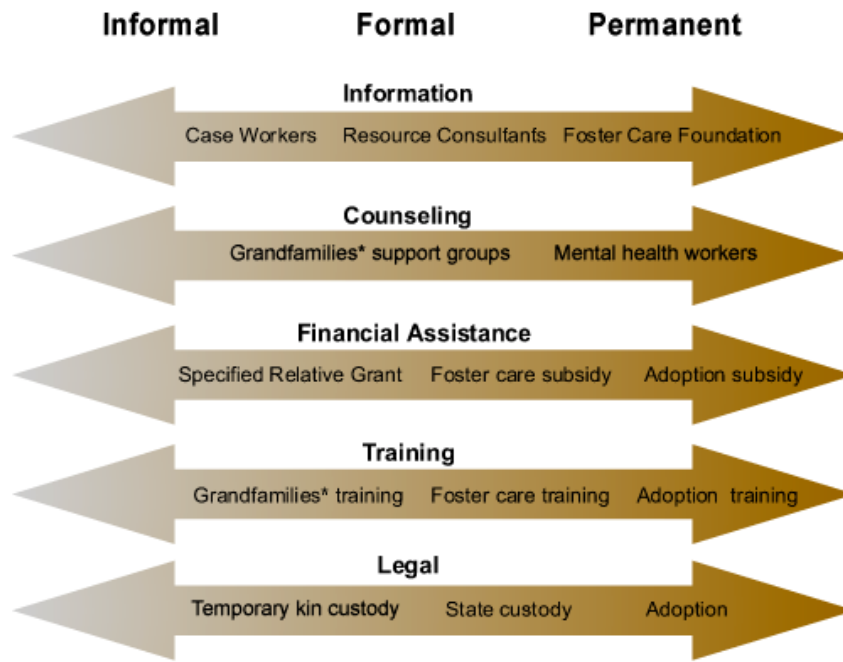 Informal Formal Permanent
Information
Case Workers Resource Consultants Foster Care Foundation
Counseling
Grandfamilies* support groups Mental health workers
Financial Assistance
Specified Relative Grant Foster care subsidy Adoption subsidy
Training
Grandfamilies* training Foster care training Adoption training
Legal
Temporary kin custody State custody Adoption